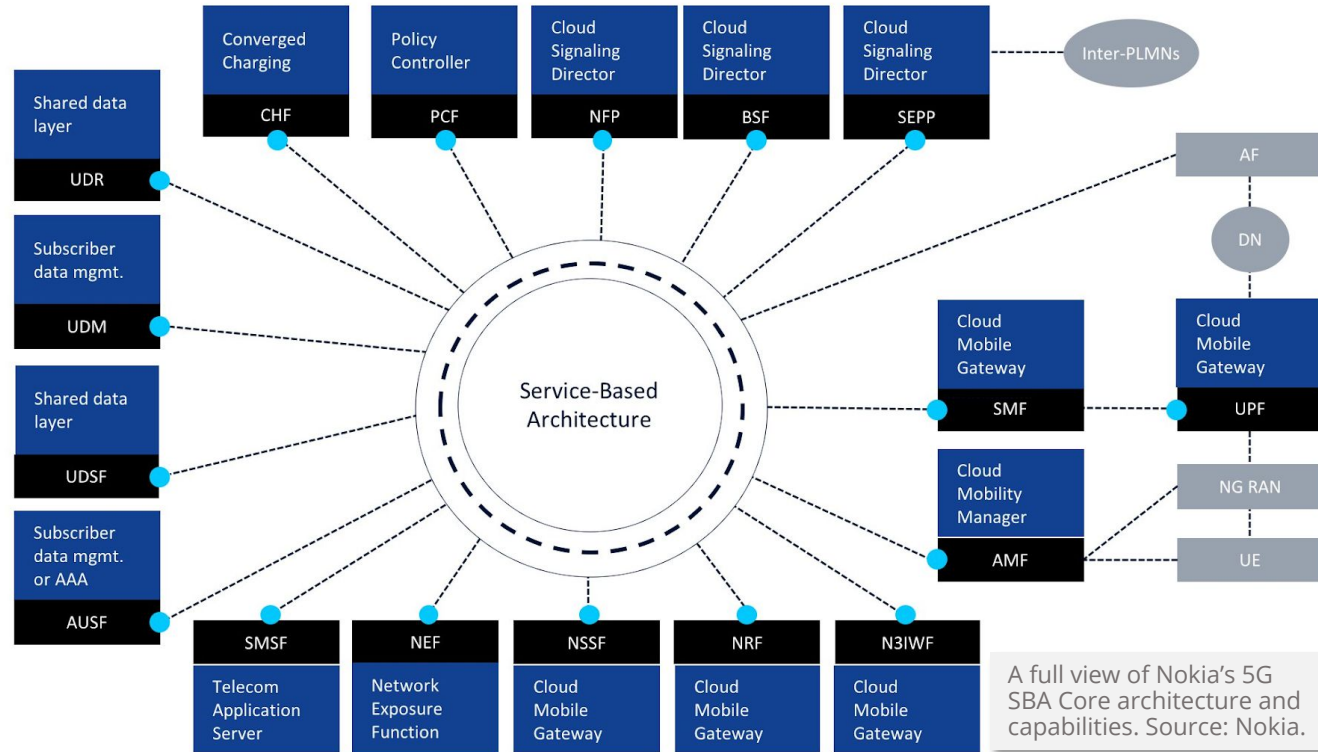 Converged
Charging
CHF
Policy
Controller
PCF
Cloud
Signaling
Director
NFP
Cloud
Signaling
Director
BSF
Cloud
Signaling
Director
SEPP
Inter-PLMNs
Shared data
layer
UDR
Subscriber
data mgmt.
UDM
Shared data
layer
UDSF
Subscriber
data mgmt.
or AAA
AUSF
Service-Based
Architecture
AF
DN
Cloud
Mobile
Gateway
SMF
Cloud
Mobile
Gateway
UPF
Cloud
Mobility
Manager
AMF
NG RAN
UE
SMSF
Telecom
Application
Server
NEF
Network
Exposure
Function
NSSF
Cloud
Mobile
Gateway
NRF
Cloud
Mobile
Gateway
N3IWF
Cloud
Mobile
Gateway
A full view of Nokia’s 5G
SBA Core architecture and
capabilities. Source: Nokia.